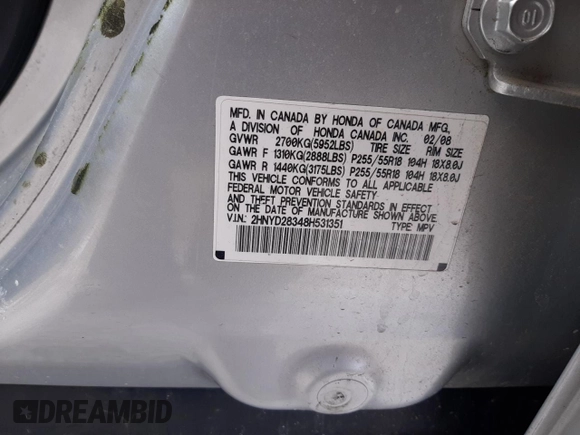 MFD. IN CANADA BY HONDA OF CANADA MFG.,
A DIVISION OF HONDA CANADA INC. 02/08
GVWR 2700KG(5952LBS) TIRE SIZE RIM SIZE
GAWR F 1310KG(2888LBS) P255/55R18 104H 18X8.0J
GAWR R 1440KG(3175LBS) P255/55R18 104H 18X8.0J
THIS VEHICLE CONFORMS TO ALL APPLICABLE
FEDERAL MOTOR VEHICLE SAFETY
AND THEFT PREVENTION STANDARDS IN EFFECT
ON THE DATE OF MANUFACTURE SHOWN ABOVE.
V.I.N.: 2HNYD28348H531351 TYPE: MPV
10
DREAMBID